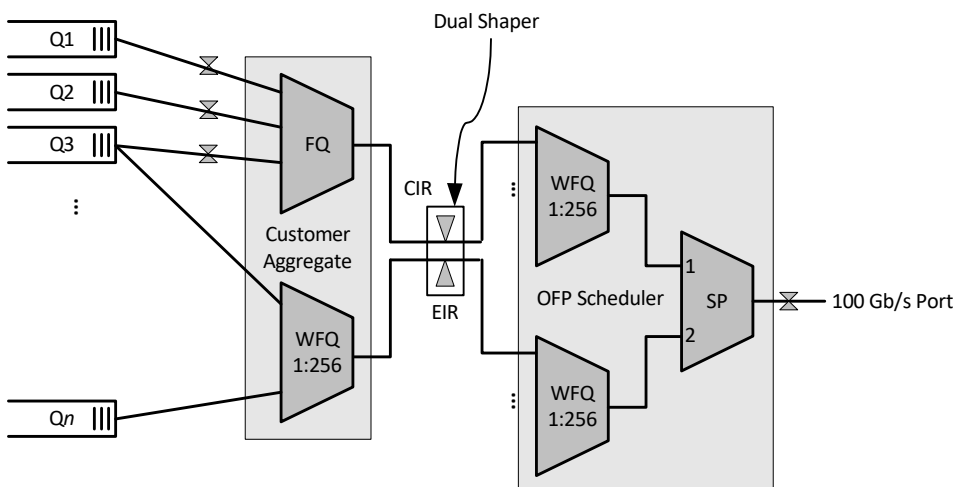 Dual Shaper
Q1
Q2
Q3
⋮
Qn
FQ
Customer
Aggregate
WFQ
1:256
CIR
EIR
⋮
WFQ
1:256
OFP Scheduler
⋮
WFQ
1:256
1
2
SP
100 Gb/s Port